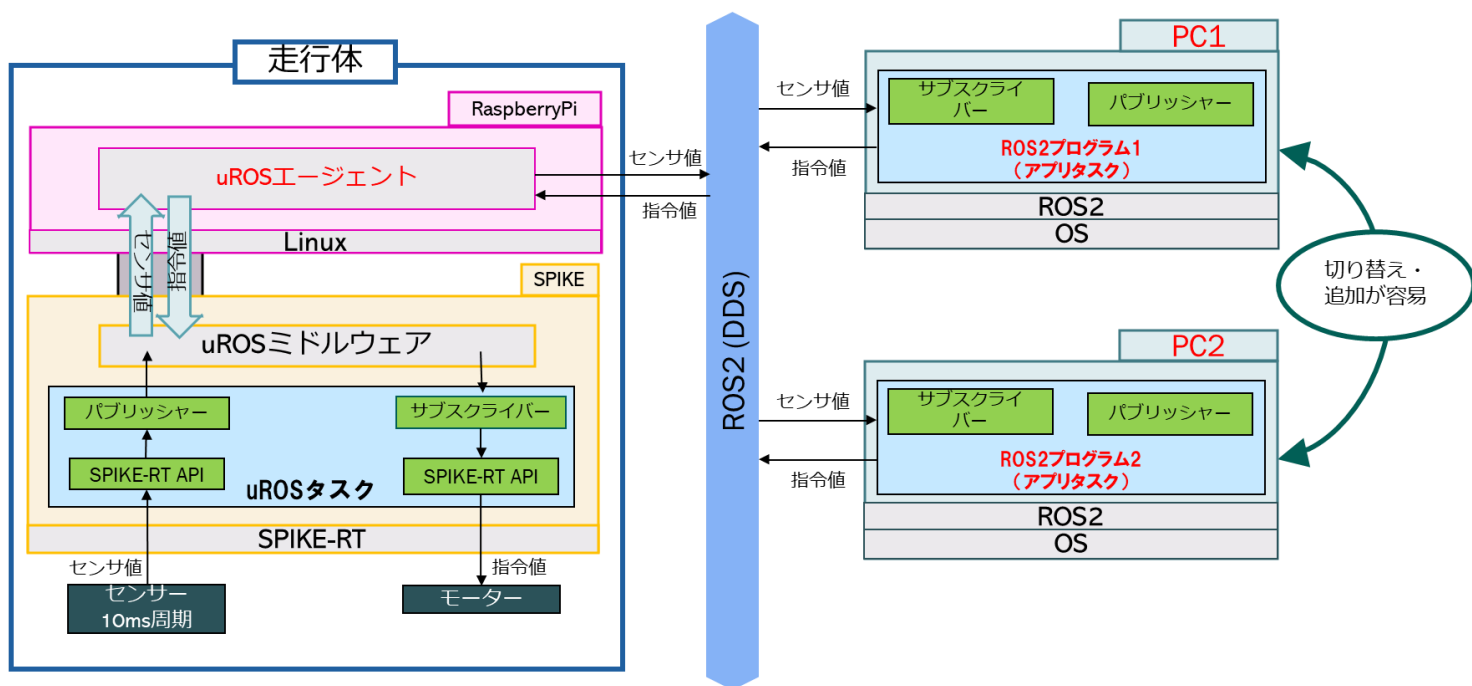 走行体
RaspberryPi
uROSエージェント
センサ値
指令値
Linux
センサ値
指令値
SPIKE
uROSミドルウェア
パブリッシャー
サブスクライバー
SPIKE-RT API
SPIKE-RT API
uROSタスク
SPIKE-RT
センサ値
指令値
センサー
10ms周期
モーター
ROS2 (DDS)
PC1
センサ値
指令値
サブスクライ
バー
パブリッシャー
ROS2プログラム1
（アプリタスク）
ROS2
OS
切り替え・
追加が容易
PC2
センサ値
指令値
サブスクライ
バー
パブリッシャー
ROS2プログラム2
（アプリタスク）
ROS2
OS